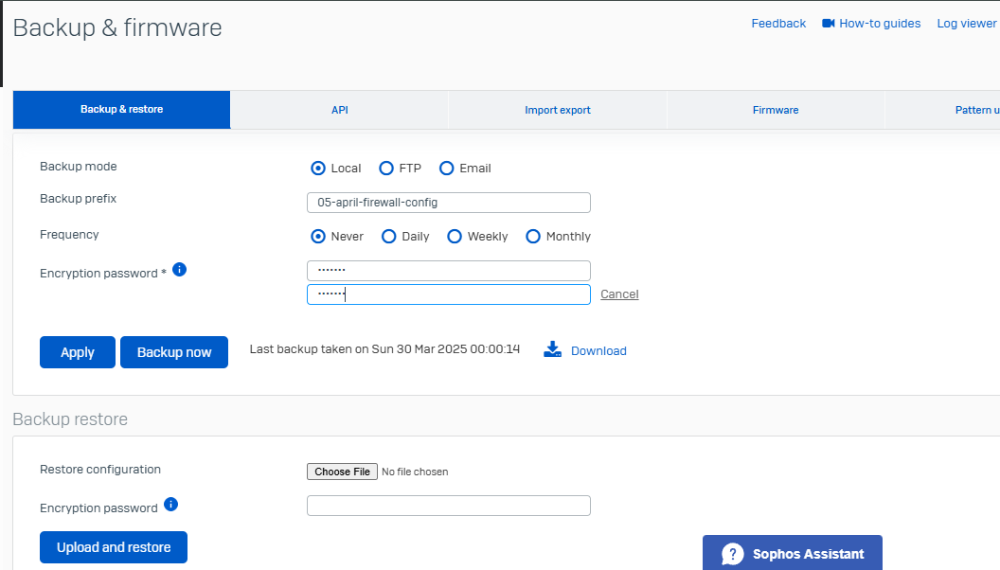 Backup & firmware
Feedback How-to guides Log viewer
Backup & restore API Import export Firmware Pattern u
Backup mode Local FTP Email
Backup prefix 05-april-firewall-config
Frequency Never Daily Weekly Monthly
Encryption password * i •••••••
••••••• Cancel
Apply Backup now Last backup taken on Sun 30 Mar 2025 00:00:14 Download
Backup restore
Restore configuration Choose File No file chosen
Encryption password i
Upload and restore
? Sophos Assistant